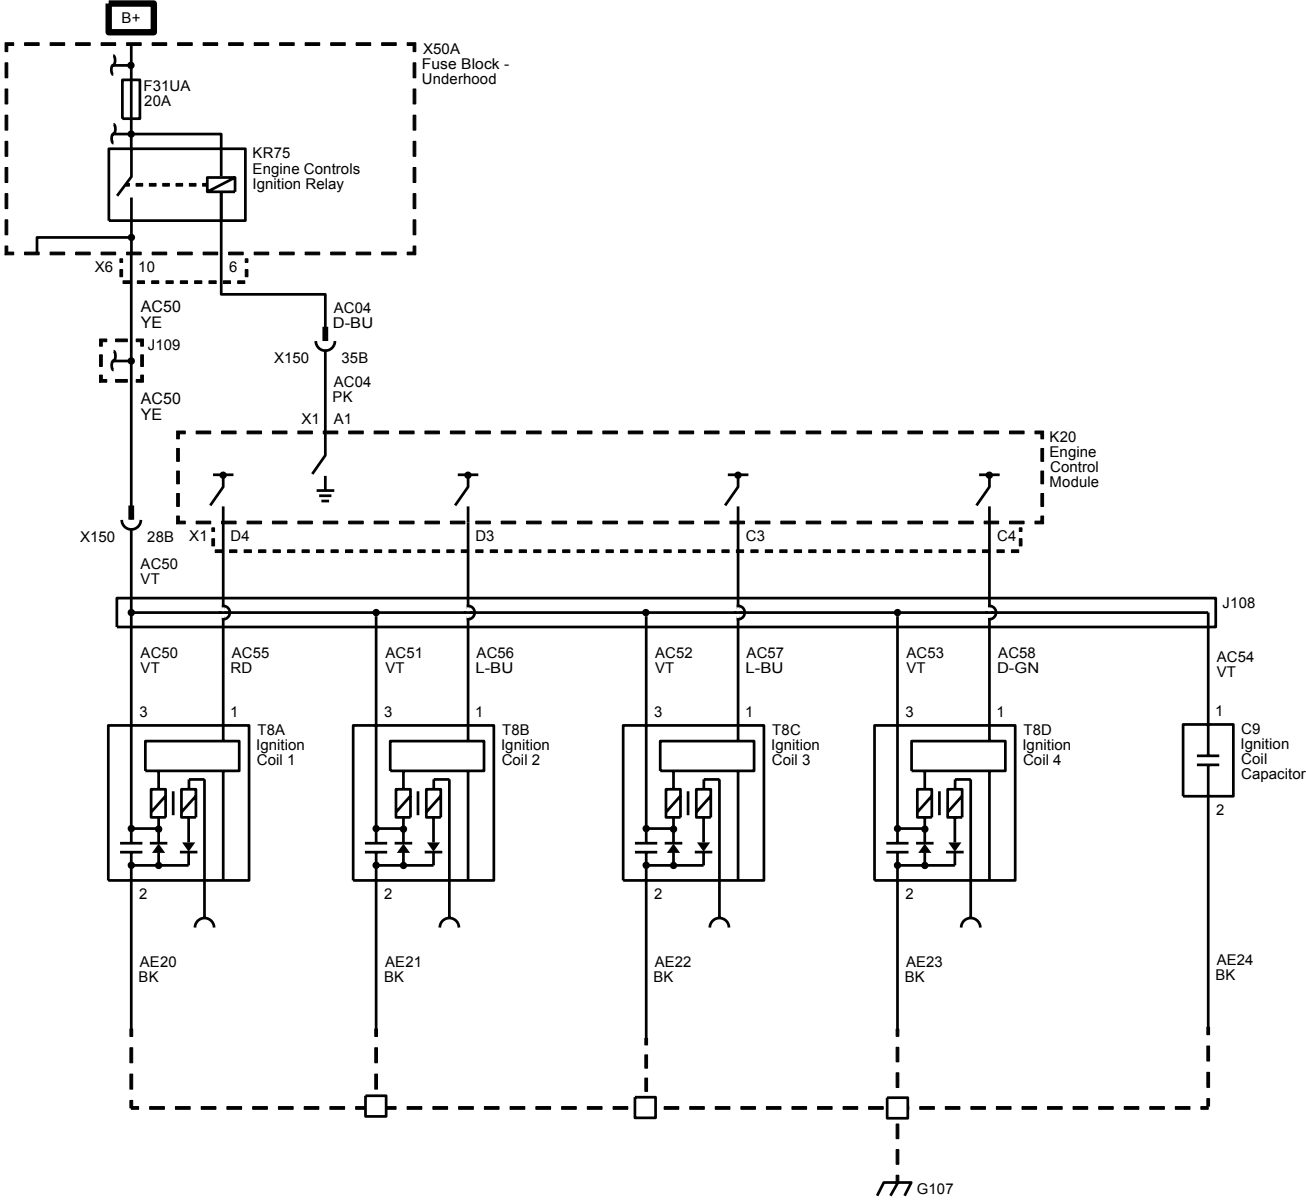 B+
X50A
Fuse Block -
Underhood
F31UA
20A
KR75
Engine Controls
Ignition Relay
X6 10 6
AC50
YE
AC04
D-BU
J109
X150 35B
AC50
YE
AC04
PK
X1 A1
K20
Engine
Control
Module
X150 28B X1 D4 D3 C3 C4
AC50
VT
J108
AC50
VT
AC55
RD
AC51
VT
AC56
L-BU
AC52
VT
AC57
L-BU
AC53
VT
AC58
D-GN
AC54
VT
3 1 3 1 3 1 3 1 1
T8A
Ignition
Coil 1
T8B
Ignition
Coil 2
T8C
Ignition
Coil 3
T8D
Ignition
Coil 4
C9
Ignition
Coil
Capacitor
2
2 2 2 2
AE20
BK
AE21
BK
AE22
BK
AE23
BK
AE24
BK
G107